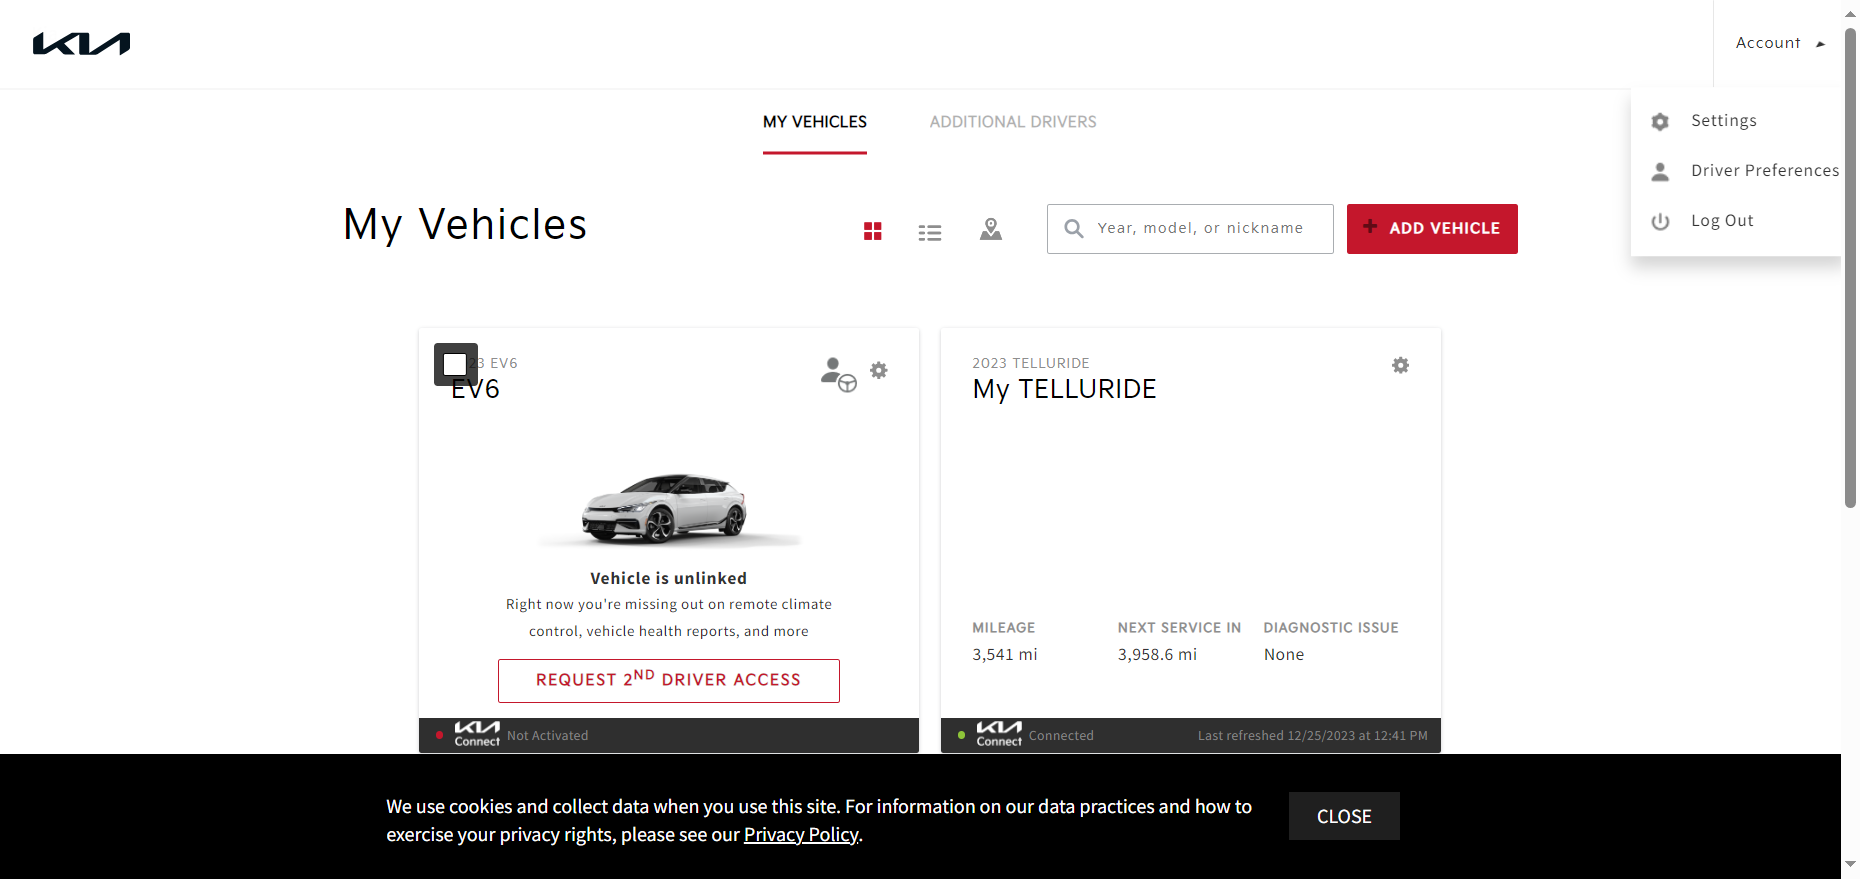 KIA
Account
Settings
Driver Preferences
Log Out
MY VEHICLES
ADDITIONAL DRIVERS
My Vehicles
Year, model, or nickname
ADD VEHICLE
23 EV6
EV6
Vehicle is unlinked
Right now you're missing out on remote climate
control, vehicle health reports, and more
REQUEST 2ND DRIVER ACCESS
KIA
Connect Not Activated
2023 TELLURIDE
My TELLURIDE
MILEAGE NEXT SERVICE IN DIAGNOSTIC ISSUE
3,541 mi 3,958.6 mi None
KIA
Connect Connected Last refreshed 12/25/2023 at 12:41 PM
We use cookies and collect data when you use this site. For information on our data practices and how to
exercise your privacy rights, please see our Privacy Policy.
CLOSE